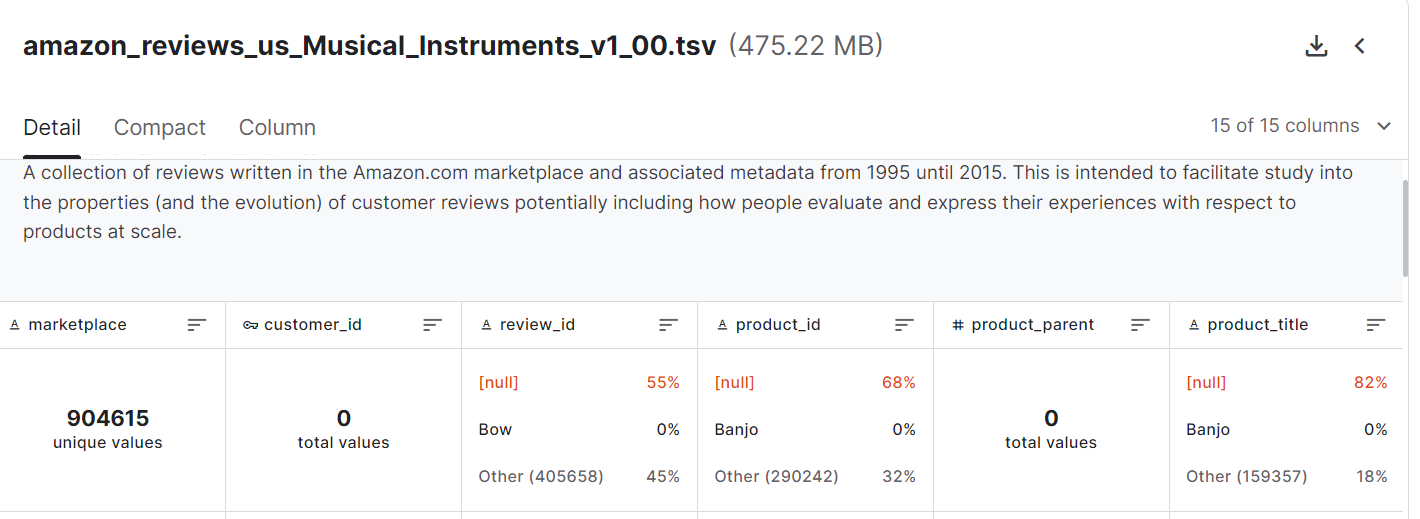 amazon_reviews_us_Musical_Instruments_v1_00.tsv (475.22 MB)
Detail Compact Column 15 of 15 columns
A collection of reviews written in the Amazon.com marketplace and associated metadata from 1995 until 2015. This is intended to facilitate study into
the properties (and the evolution) of customer reviews potentially including how people evaluate and express their experiences with respect to
products at scale.
A marketplace customer_id A review_id A product_id # product_parent A product_title
[null] 55% [null] 68% [null] 82%
904615 0 0
Bow 0% Banjo 0% Banjo 0%
unique values total values total values
Other (405658) 45% Other (290242) 32% Other (159357) 18%